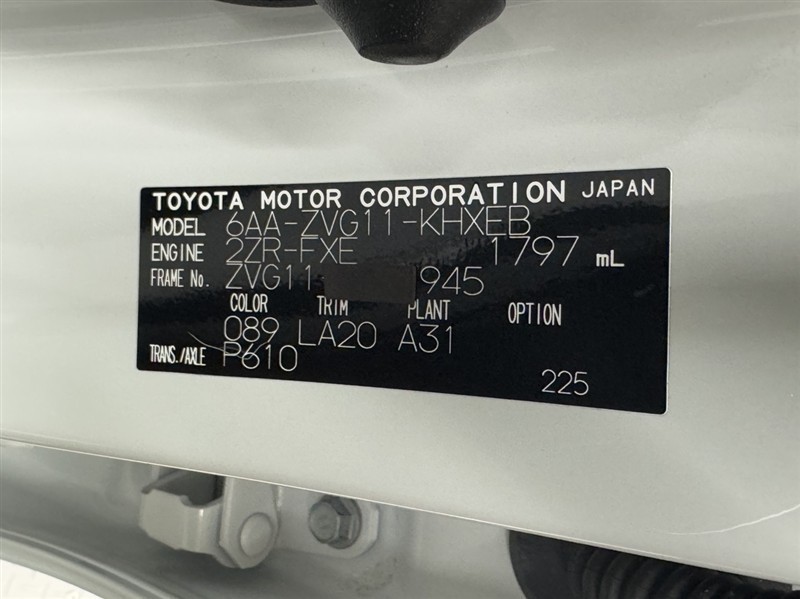 TOYOTA MOTOR CORPORATION JAPAN
MODEL 6AA-ZVG11-KHXEB
ENGINE 2ZR-FXE 1797 mL
FRAME No. ZVG11- 945
COLOR TRIM PLANT OPTION
089 LA20 A31
TRANS./AXLE P610
225